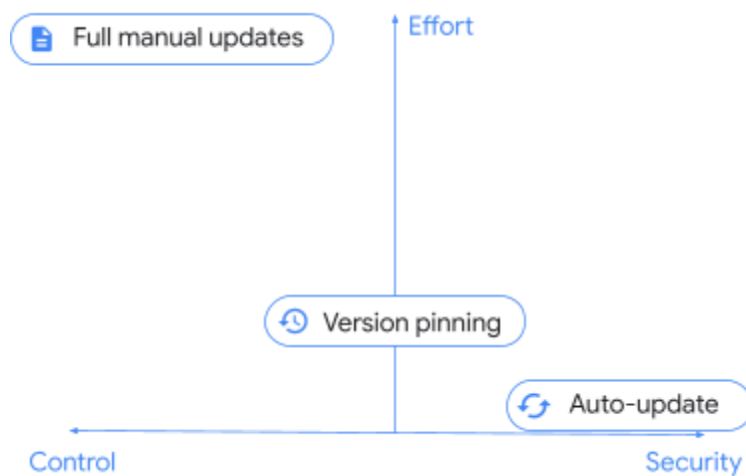 Full manual updates
Effort
Version pinning
Auto-update
Control
Security